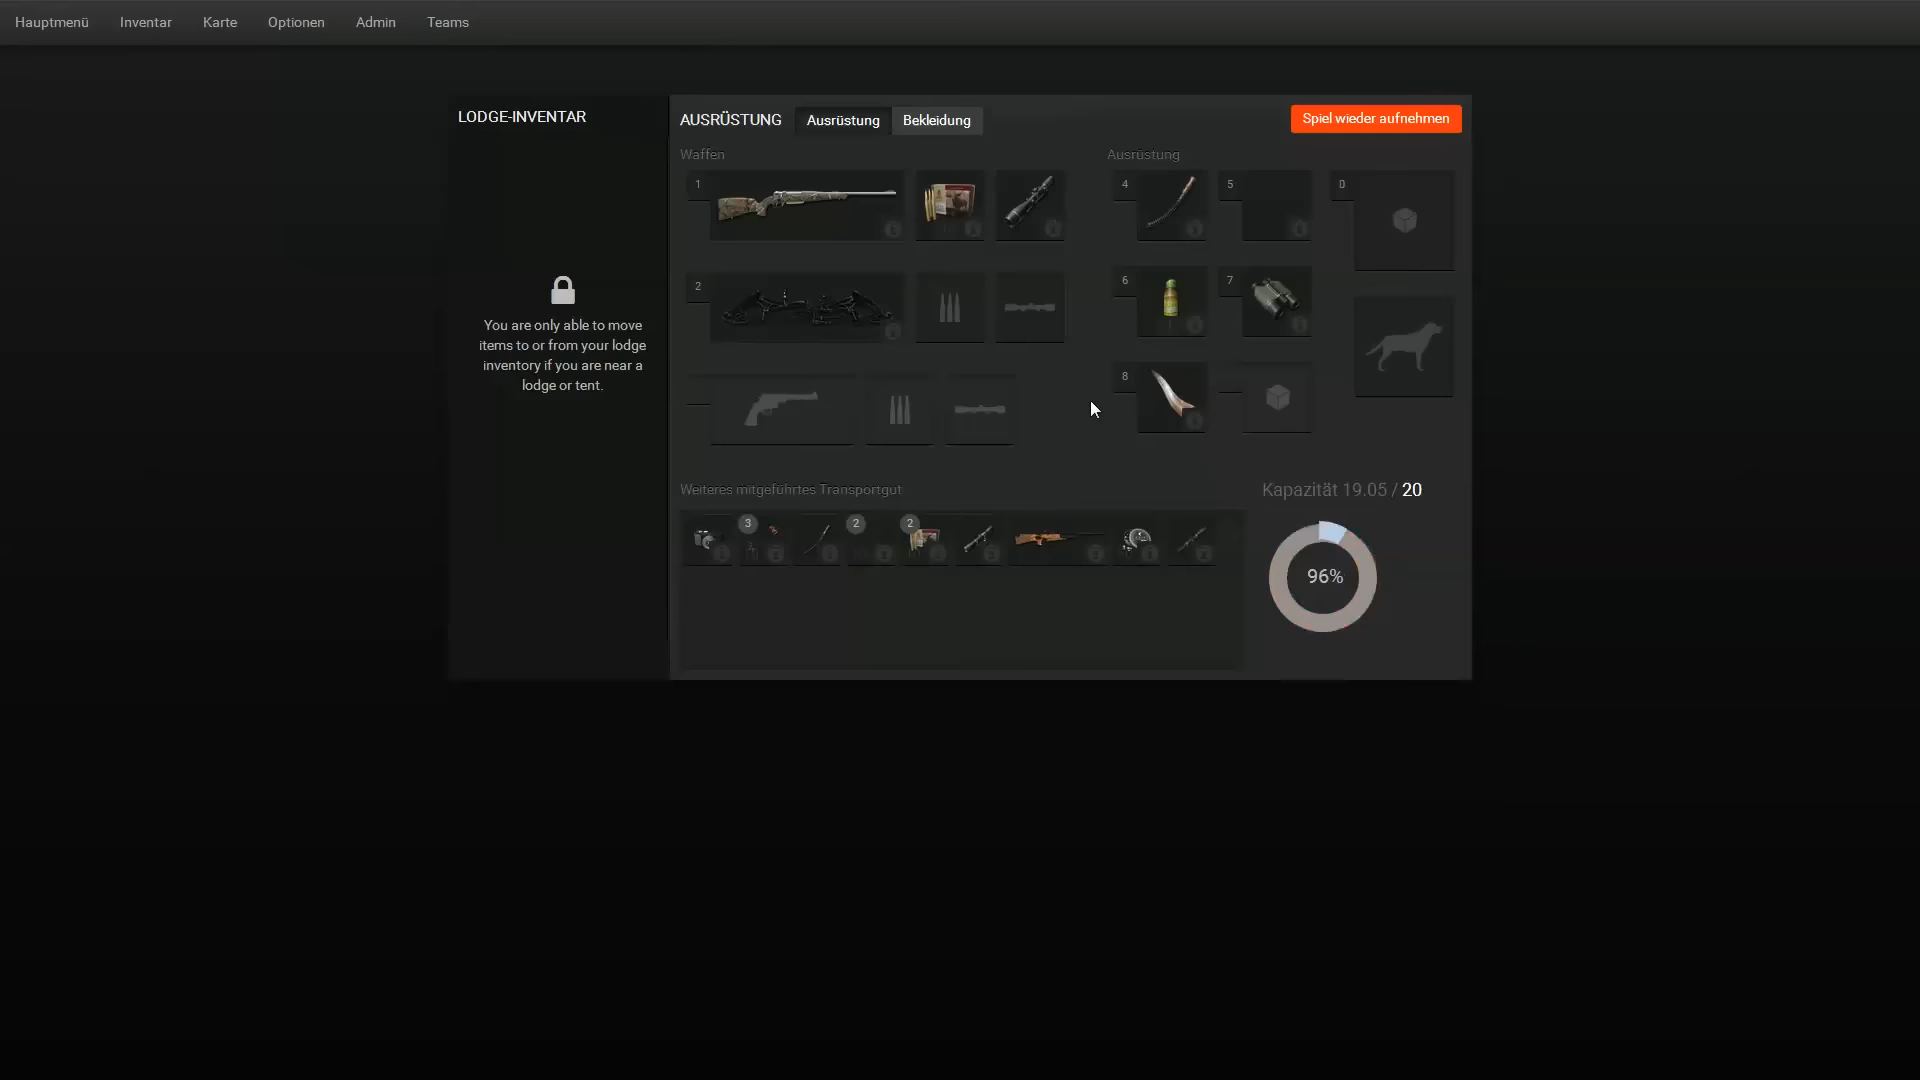 Hauptmenü Inventar Karte Optionen Admin Teams
LODGE-INVENTAR
You are only able to move
items to or from your lodge
inventory if you are near a
lodge or tent.
AUSRÜSTUNG Ausrüstung Bekleidung Spiel wieder aufnehmen
Waffen
1
2
Ausrüstung
4 5 0
6 7
8
Weiteres mitgeführtes Transportgut
3 2 2
Kapazität 19.05 / 20
96%